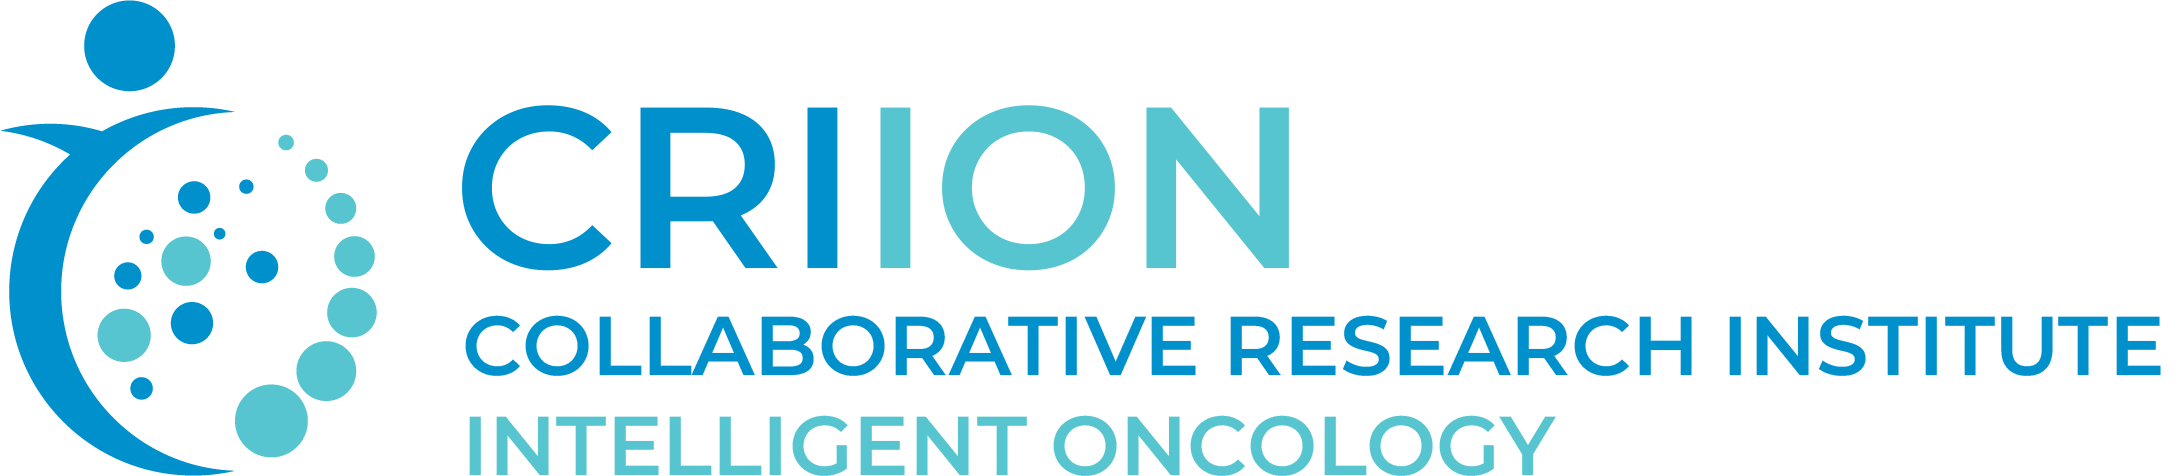 CRIION
COLLABORATIVE RESEARCH INSTITUTE
INTELLIGENT ONCOLOGY